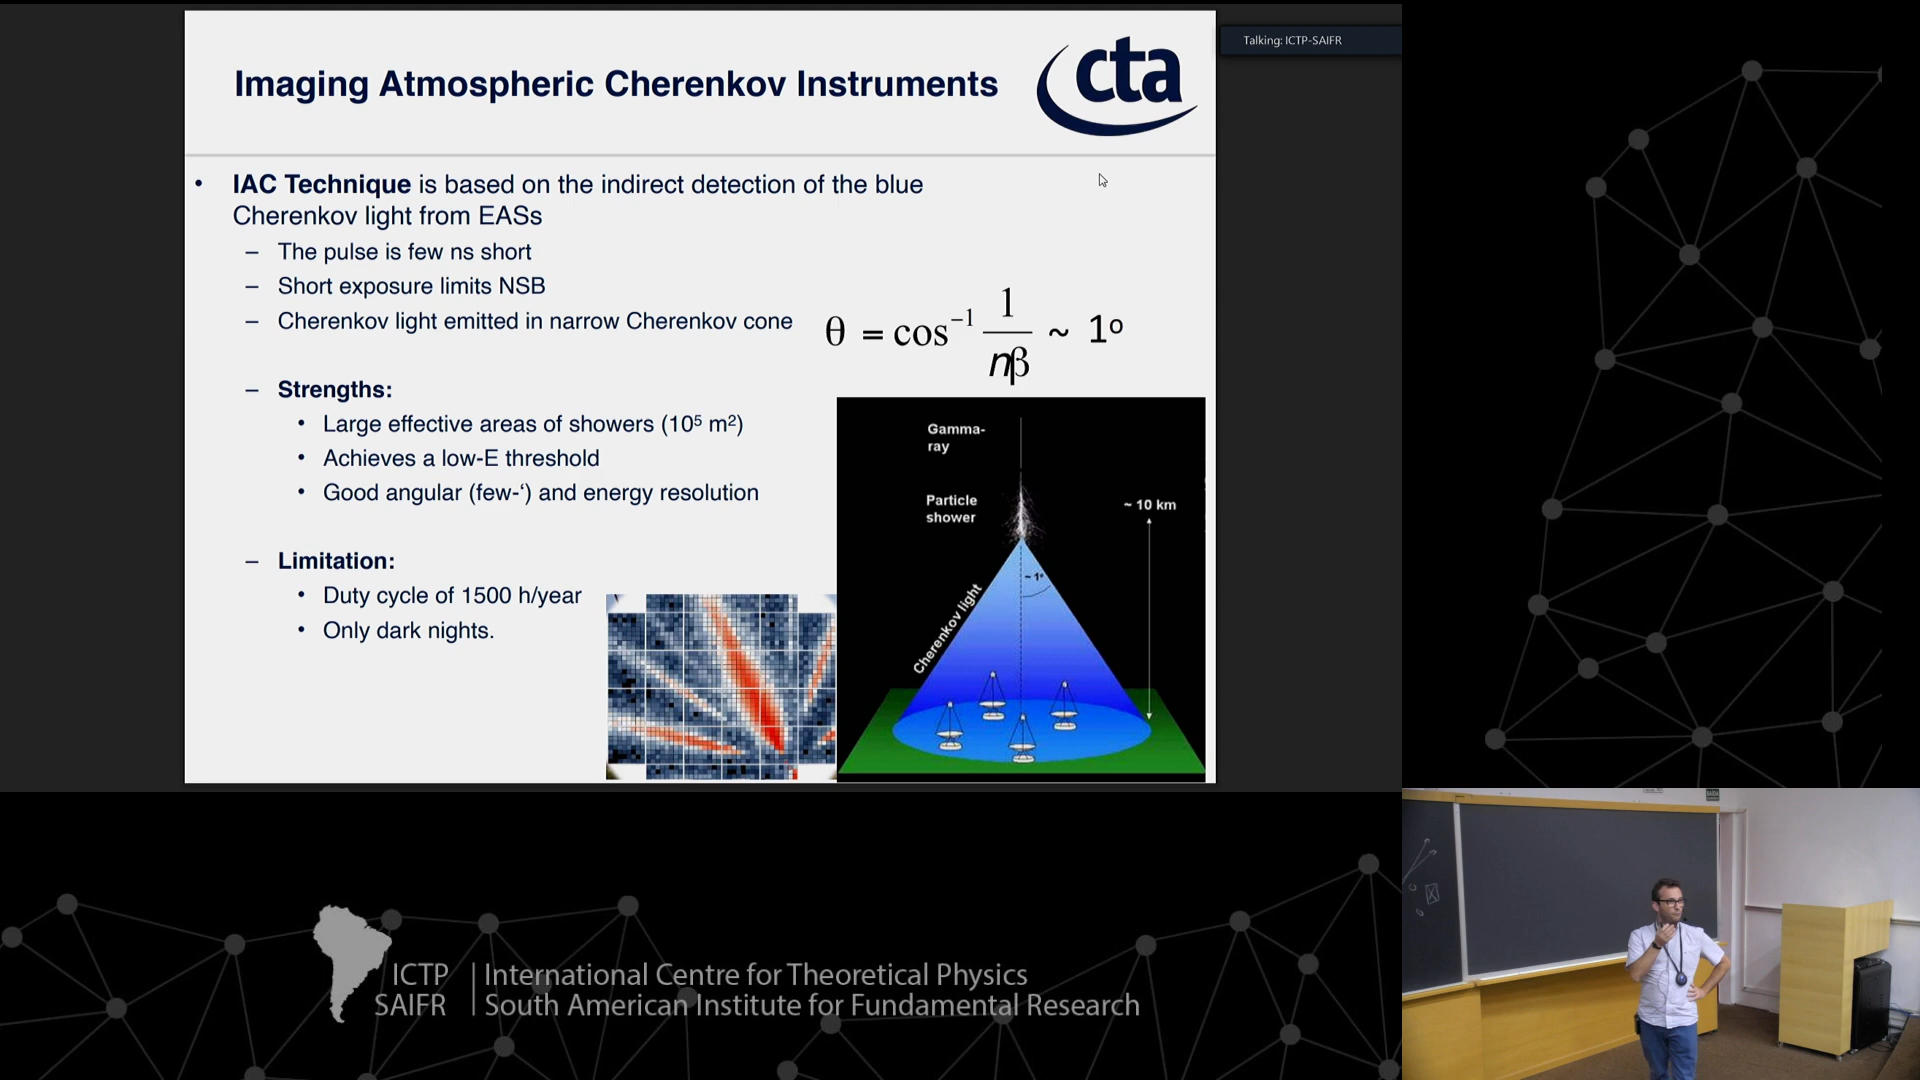 Talking: ICTP-SAIFR
Imaging Atmospheric Cherenkov Instruments
cta
• IAC Technique is based on the indirect detection of the blue
Cherenkov light from EASs
– The pulse is few ns short
– Short exposure limits NSB
– Cherenkov light emitted in narrow Cherenkov cone
θ = cos⁻¹ 1/nβ ~ 1º
– Strengths:
• Large effective areas of showers (10⁵ m²)
• Achieves a low-E threshold
• Good angular (few-‘) and energy resolution
– Limitation:
• Duty cycle of 1500 h/year
• Only dark nights.
Gamma-
ray
Particle
shower
~ 10 km
~ 1°
Cherenkov light
ICTP
SAIFR
International Centre for Theoretical Physics
South American Institute for Fundamental Research